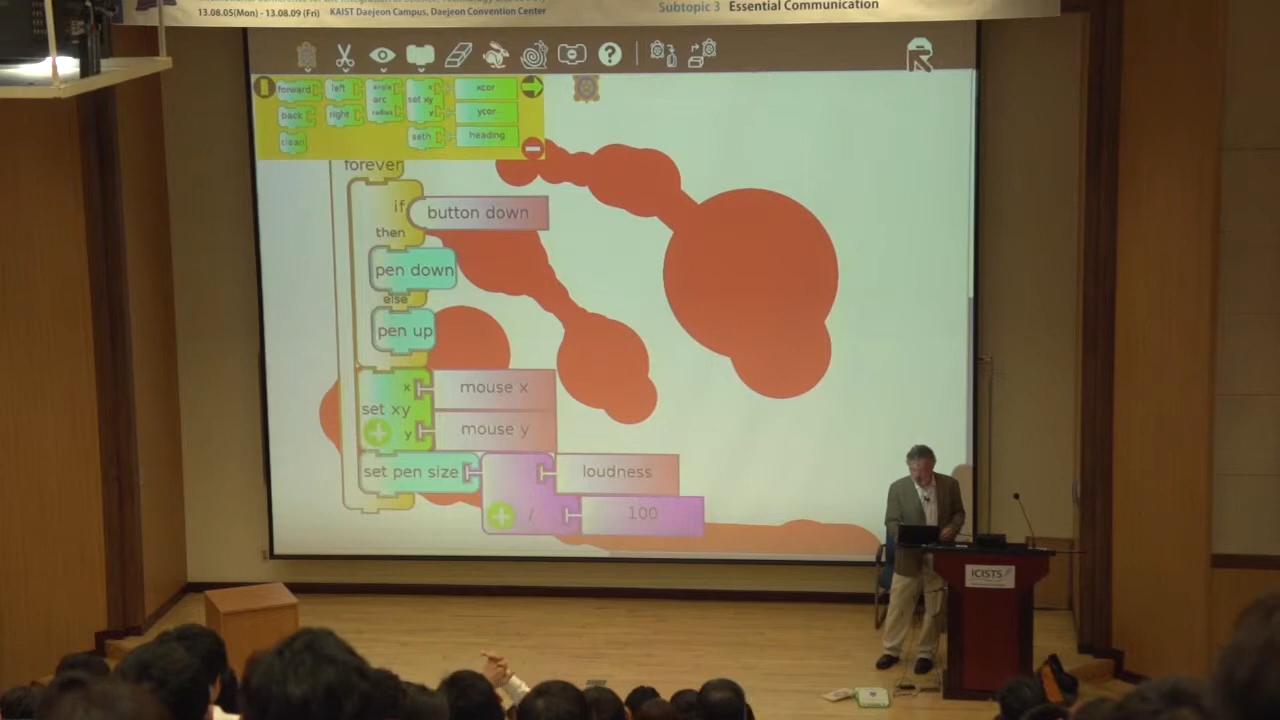 13.08.05(Mon) - 13.08.09 (Fri) KAIST Daejeon Campus, Daejeon Convention Center
Subtopic 3 Essential Communication
forward left angle x xcor
arc set xy
back right radius y ycor
clean seth heading
forever
if button down
then
pen down
else
pen up
x mouse x
set xy
y mouse y
set pen size loudness
/ 100
ICISTS